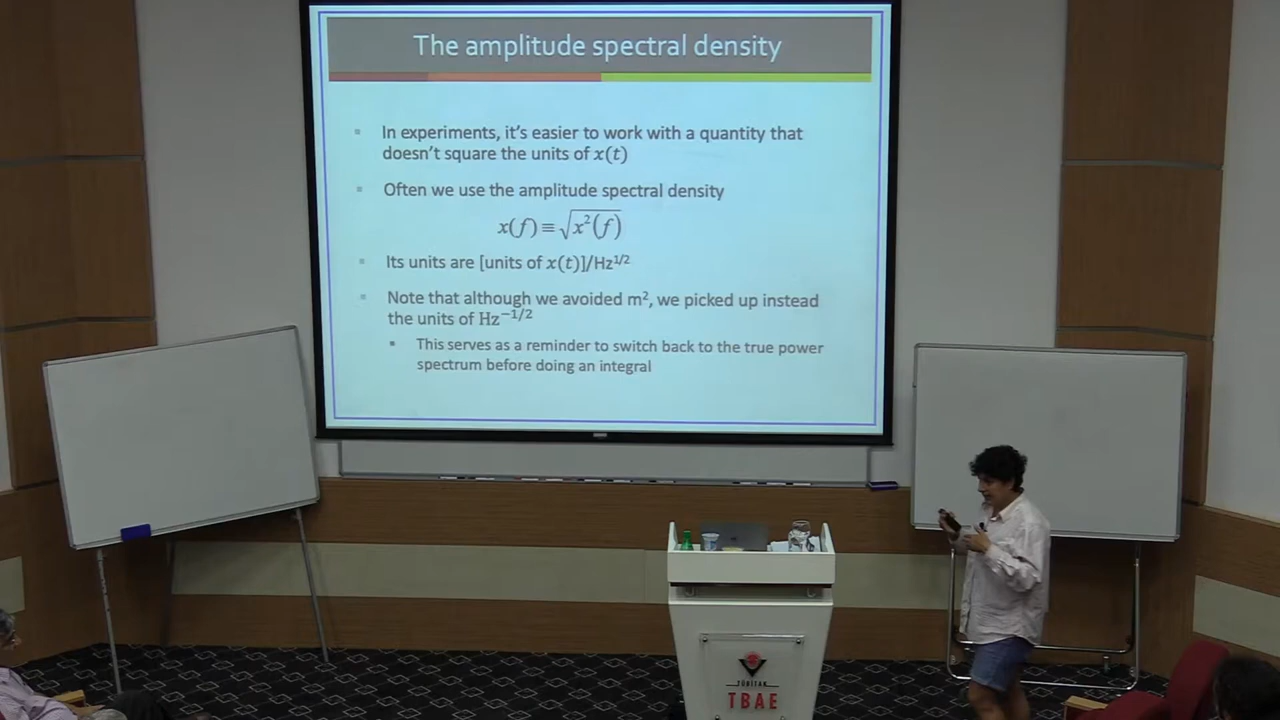 The amplitude spectral density
▪ In experiments, it's easier to work with a quantity that
doesn't square the units of x(t)
▪ Often we use the amplitude spectral density
x(f) ≡ √x²(f)
▪ Its units are [units of x(t)]/Hz^1/2
▪ Note that although we avoided m², we picked up instead
the units of Hz^−1/2
▪ This serves as a reminder to switch back to the true power
spectrum before doing an integral
TÜBİTAK
TBAE